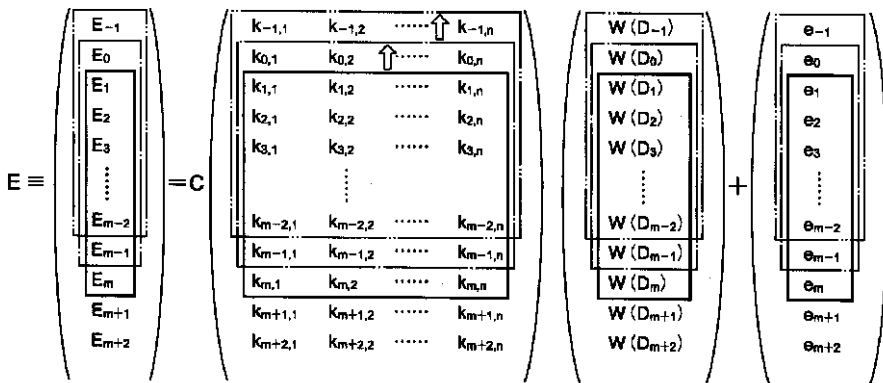 E₋₁ k₋₁,₁ k₋₁,₂ ······ k₋₁,ₙ W(D₋₁) e₋₁
E₀ k₀,₁ k₀,₂ ······ k₀,ₙ W(D₀) e₀
E₁ k₁,₁ k₁,₂ ······ k₁,ₙ W(D₁) e₁
E₂ k₂,₁ k₂,₂ ······ k₂,ₙ W(D₂) e₂
E₃ k₃,₁ k₃,₂ ······ k₃,ₙ W(D₃) e₃
E ≡ ⋮ =C ⋮ ⋮ + ⋮
Eₘ₋₂ kₘ₋₂,₁ kₘ₋₂,₂ ······ kₘ₋₂,ₙ W(Dₘ₋₂) eₘ₋₂
Eₘ₋₁ kₘ₋₁,₁ kₘ₋₁,₂ ······ kₘ₋₁,ₙ W(Dₘ₋₁) eₘ₋₁
Eₘ kₘ,₁ kₘ,₂ ······ kₘ,ₙ W(Dₘ) eₘ
Eₘ₊₁ kₘ₊₁,₁ kₘ₊₁,₂ ······ kₘ₊₁,ₙ W(Dₘ₊₁) eₘ₊₁
Eₘ₊₂ kₘ₊₂,₁ kₘ₊₂,₂ ······ kₘ₊₂,ₙ W(Dₘ₊₂) eₘ₊₂